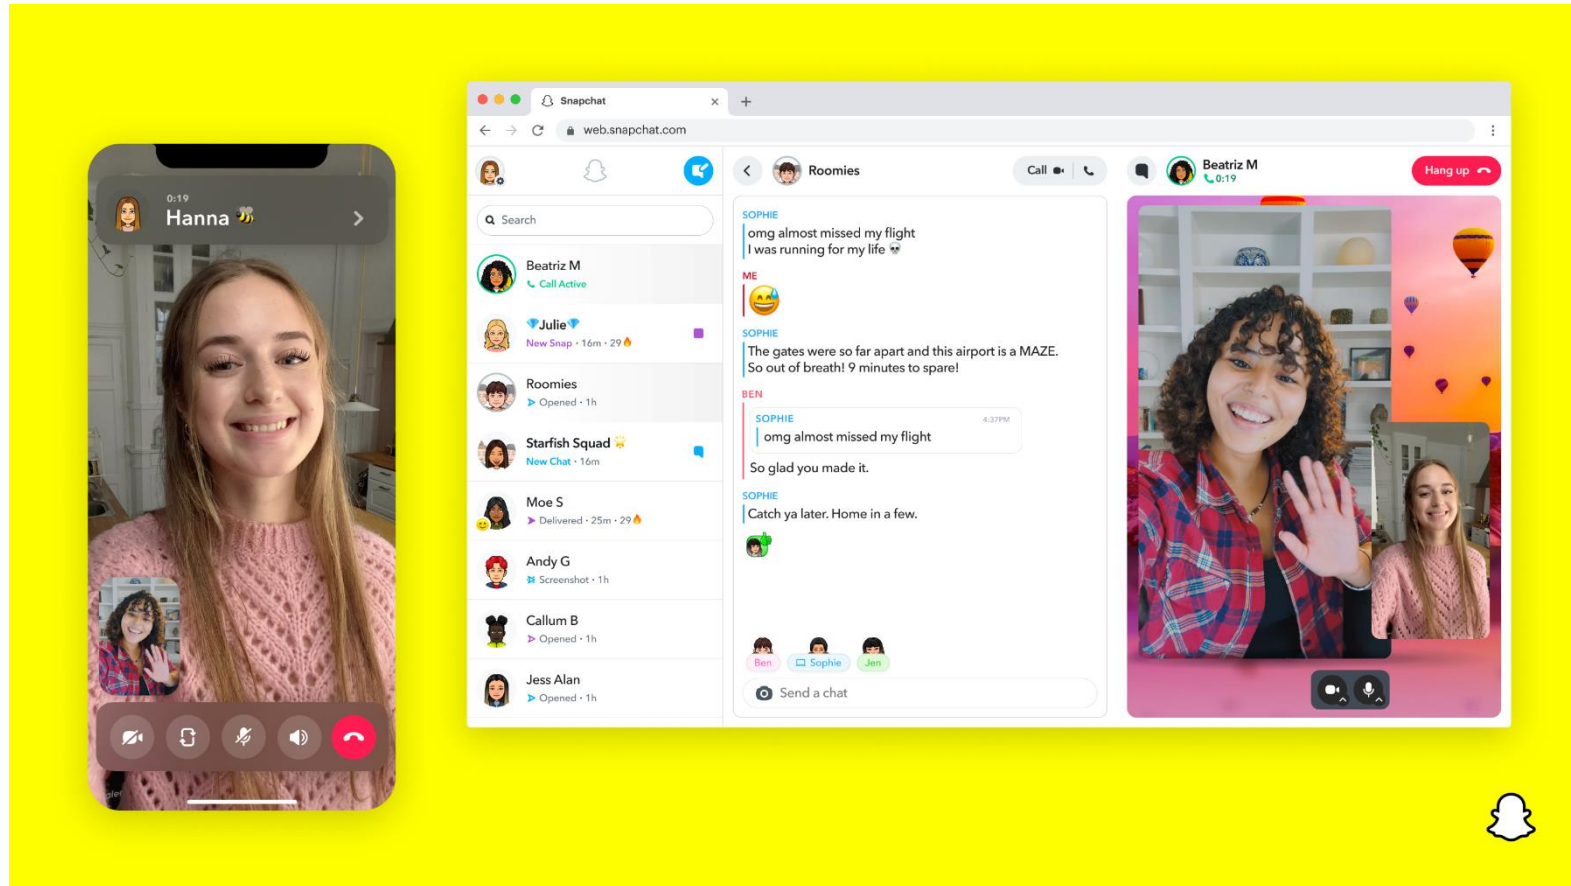 0:19
Hanna 🐝
Snapchat
web.snapchat.com
Search
Beatriz M
Call Active
💎Julie💎
New Snap · 16m · 29🔥
Roomies
Opened · 1h
Starfish Squad 🌟
New Chat · 16m
Moe S
Delivered · 25m · 29🔥
Andy G
Screenshot · 1h
Callum B
Opened · 1h
Jess Alan
Opened · 1h
Roomies
Call
SOPHIE
omg almost missed my flight
I was running for my life 💀
ME
😅
SOPHIE
The gates were so far apart and this airport is a MAZE.
So out of breath! 9 minutes to spare!
BEN
SOPHIE 4:37PM
omg almost missed my flight
So glad you made it.
SOPHIE
Catch ya later. Home in a few.
Ben Sophie Jen
Send a chat
Beatriz M
0:19
Hang up